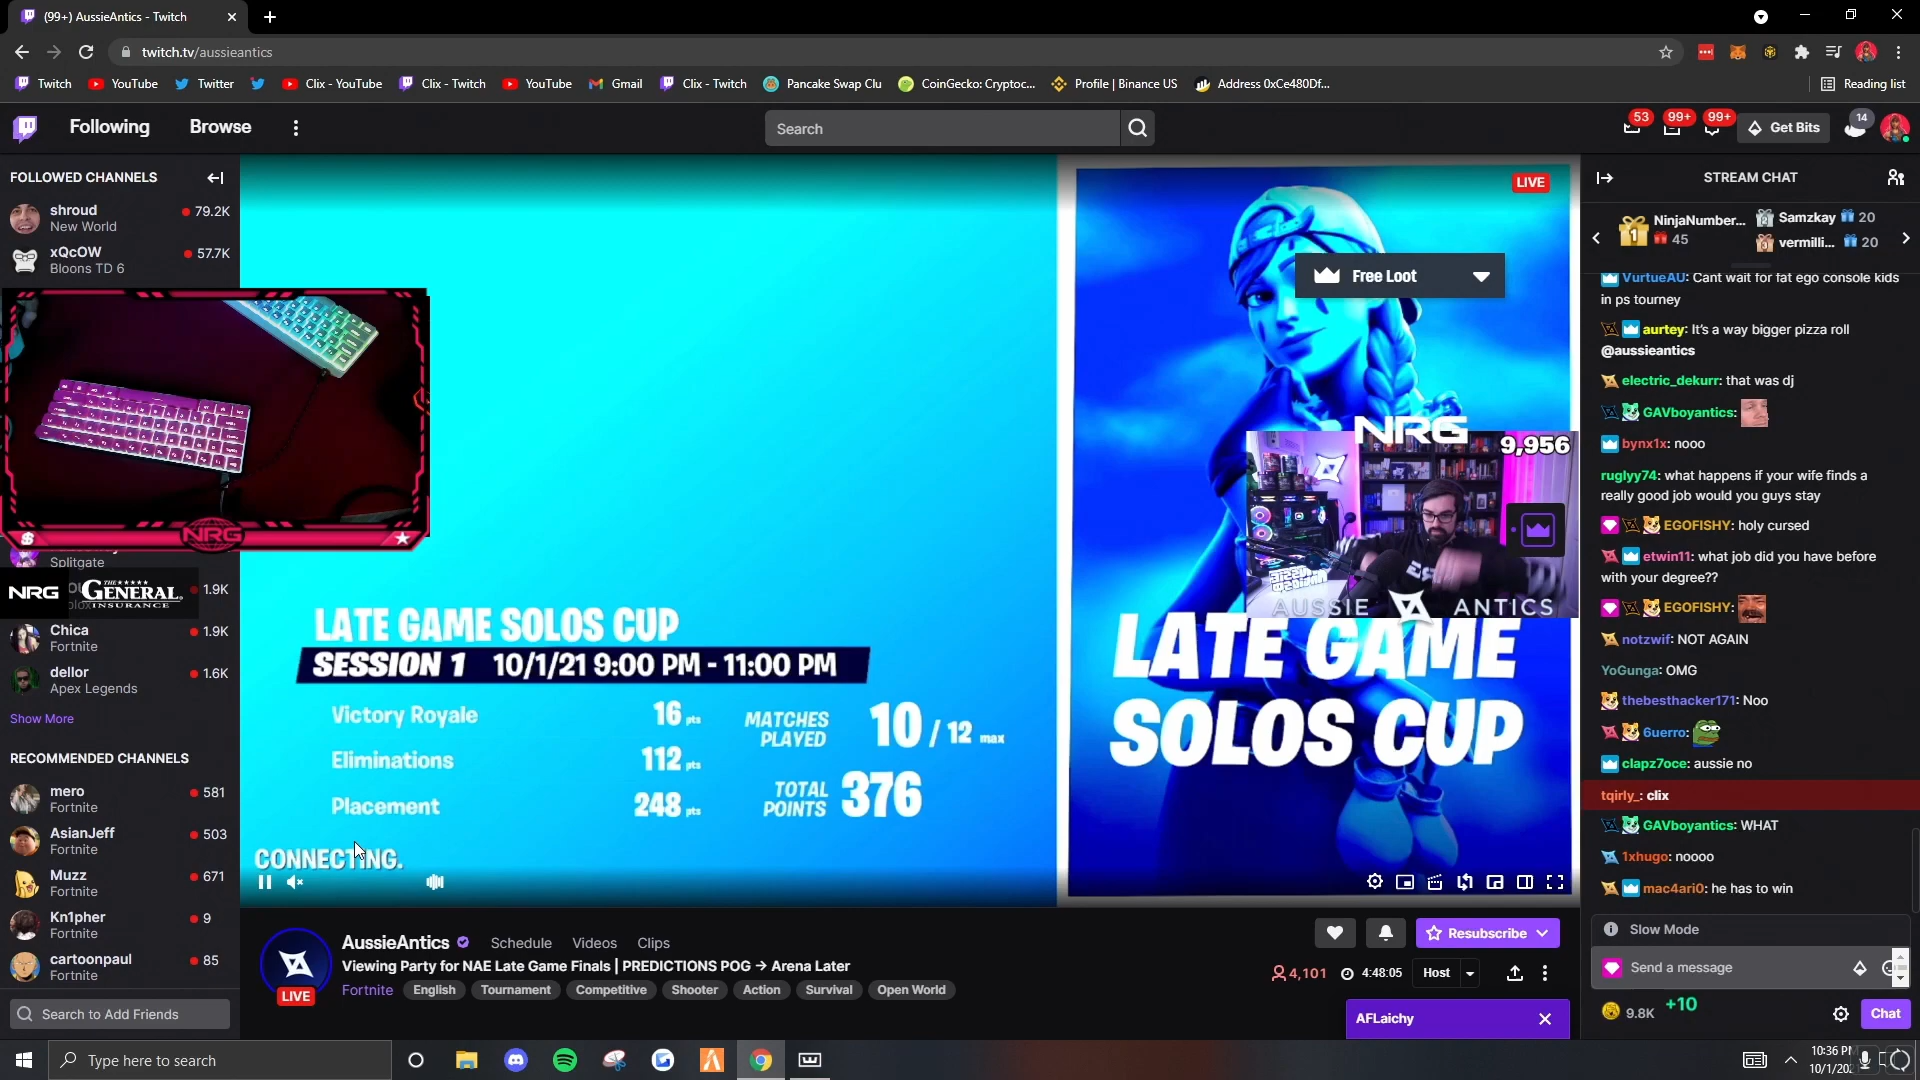 (99+) AussieAntics - Twitch
twitch.tv/aussieantics
Twitch YouTube Twitter Clix - YouTube Clix - Twitch YouTube Gmail Clix - Twitch Pancake Swap Clu CoinGecko: Cryptoc... Profile | Binance US Address 0xCe480Df... Reading list
Following Browse Search 53 99+ 99+ Get Bits 14
FOLLOWED CHANNELS
shroud 79.2K
New World
xQcOW 57.7K
Bloons TD 6
NRG
Splitgate
NRG THE GENERAL INSURANCE 1.9K
Chica 1.9K
Fortnite
dellor 1.6K
Apex Legends
Show More
RECOMMENDED CHANNELS
mero 581
Fortnite
AsianJeff 503
Fortnite
Muzz 671
Fortnite
Kn1pher 9
Fortnite
cartoonpaul 85
Fortnite
Search to Add Friends
LIVE
Free Loot
NRG
9,956
AUSSIE ANTICS
LATE GAME
SOLOS CUP
LATE GAME SOLOS CUP
SESSION 1 10/1/21 9:00 PM - 11:00 PM
Victory Royale 16 pts
Eliminations 112 pts
Placement 248 pts
MATCHES PLAYED 10 / 12 max
TOTAL POINTS 376
CONNECTING.
AussieAntics Schedule Videos Clips
Resubscribe
Viewing Party for NAE Late Game Finals | PREDICTIONS POG → Arena Later
Fortnite English Tournament Competitive Shooter Action Survival Open World
LIVE
4,101 4:48:05 Host
AFLaichy
STREAM CHAT
1 NinjaNumber... 45
Samzkay 20
vermilli... 20
VurtueAU: Cant wait for fat ego console kids
in ps tourney
aurtey: It's a way bigger pizza roll
@aussieantics
electric_dekurr: that was dj
GAVboyantics:
bynx1x: nooo
ruglyy74: what happens if your wife finds a
really good job would you guys stay
EGOFISHY: holy cursed
etwin11: what job did you have before
with your degree??
EGOFISHY:
notzwif: NOT AGAIN
YoGunga: OMG
thebesthacker171: Noo
6uerro:
clapz7oce: aussie no
tqirly_: clix
GAVboyantics: WHAT
1xhugo: noooo
mac4ari0: he has to win
Slow Mode
Send a message
9.8K +10
Chat
Type here to search
10:36 P
10/1/20